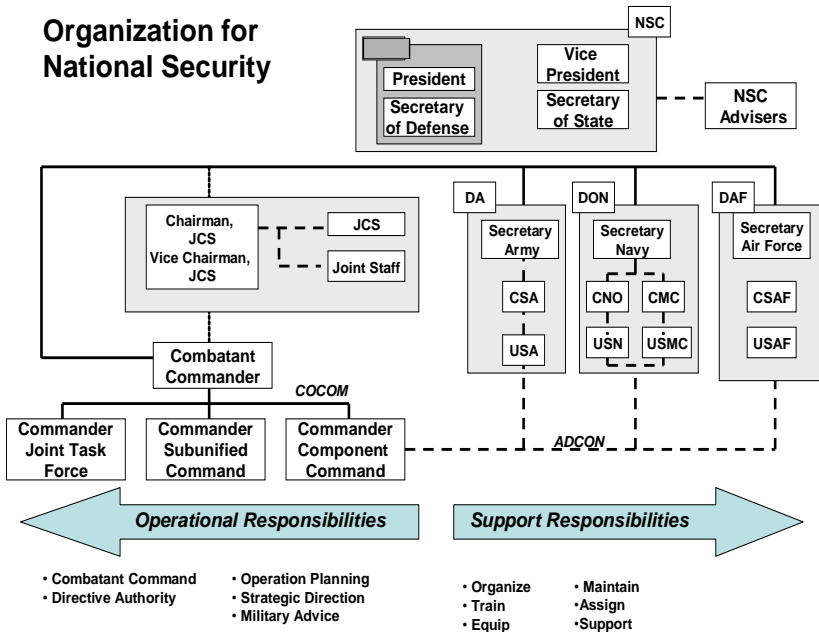 Organization for
National Security
NSC
President
Secretary
of Defense
Vice
President
Secretary
of State
NSC
Advisers
Chairman,
JCS
Vice Chairman,
JCS
JCS
Joint Staff
DA
Secretary
Army
CSA
USA
DON
Secretary
Navy
CNO
CMC
USN
USMC
DAF
Secretary
Air Force
CSAF
USAF
Combatant
Commander
COCOM
Commander
Joint Task
Force
Commander
Subunified
Command
Commander
Component
Command
ADCON
Operational Responsibilities
Support Responsibilities
• Combatant Command
• Directive Authority
• Operation Planning
• Strategic Direction
• Military Advice
• Organize
• Train
• Equip
• Maintain
•Assign
•Support